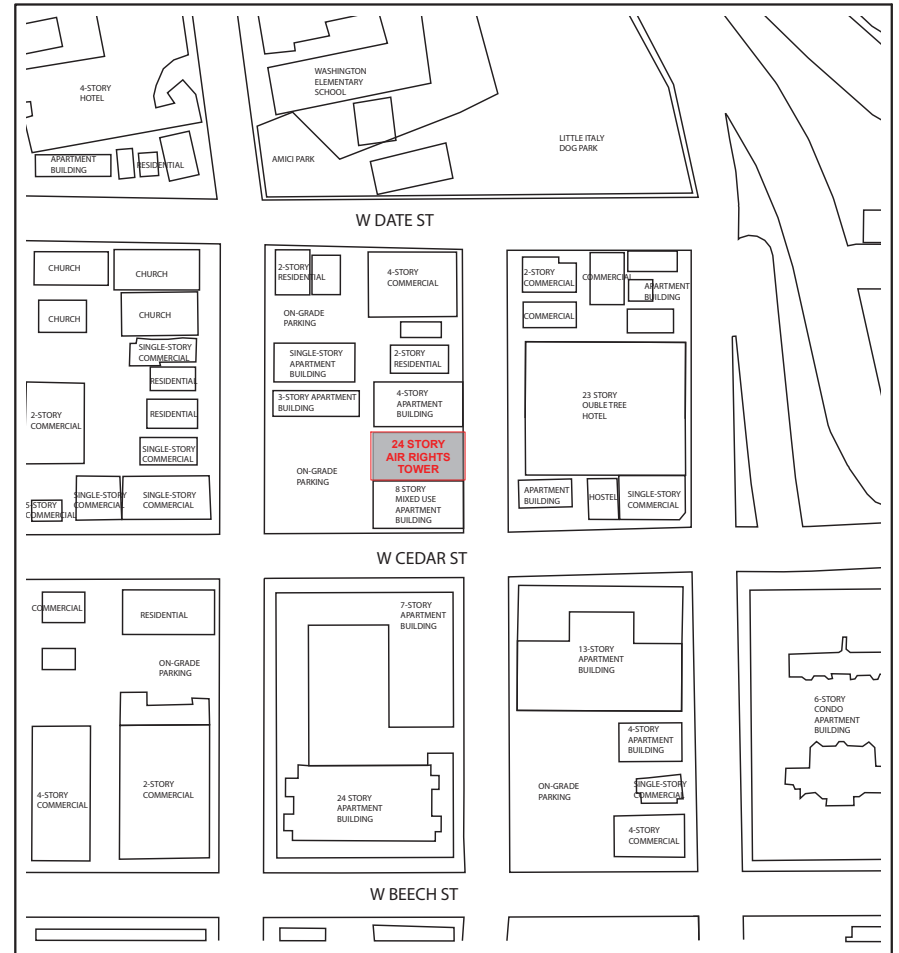 4-STORY
HOTEL
APARTMENT
BUILDING
RESIDENTIAL
WASHINGTON
ELEMENTARY
SCHOOL
AMICI PARK
LITTLE ITALY
DOG PARK
W DATE ST
CHURCH
CHURCH
CHURCH
CHURCH
SINGLE-STORY
COMMERCIAL
RESIDENTIAL
2-STORY
COMMERCIAL
RESIDENTIAL
SINGLE-STORY
COMMERCIAL
5-STORY
COMMERCIAL
SINGLE-STORY
COMMERCIAL
SINGLE-STORY
COMMERCIAL
2-STORY
RESIDENTIAL
4-STORY
COMMERCIAL
ON-GRADE
PARKING
SINGLE-STORY
APARTMENT
BUILDING
2-STORY
RESIDENTIAL
3-STORY APARTMENT
BUILDING
4-STORY
APARTMENT
BUILDING
24 STORY
AIR RIGHTS
TOWER
ON-GRADE
PARKING
8 STORY
MIXED USE
APARTMENT
BUILDING
2-STORY
COMMERCIAL
COMMERCIAL
APARTMENT
BUILDING
COMMERCIAL
23 STORY
OUBLE TREE
HOTEL
APARTMENT
BUILDING
HOSTEL
SINGLE-STORY
COMMERCIAL
W CEDAR ST
COMMERCIAL
RESIDENTIAL
ON-GRADE
PARKING
4-STORY
COMMERCIAL
2-STORY
COMMERCIAL
7-STORY
APARTMENT
BUILDING
24 STORY
APARTMENT
BUILDING
13-STORY
APARTMENT
BUILDING
4-STORY
APARTMENT
BUILDING
ON-GRADE
PARKING
SINGLE-STORY
COMMERCIAL
4-STORY
COMMERCIAL
6-STORY
CONDO
APARTMENT
BUILDING
W BEECH ST